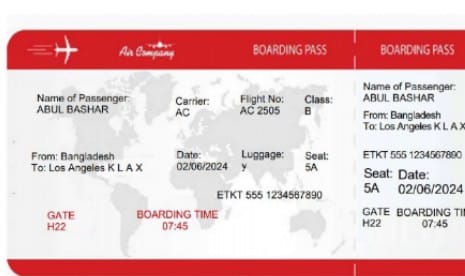 Air Company
BOARDING PASS
BOARDING PASS
Name of Passenger:
ABUL BASHAR
Carrier:
AC
Flight No:
AC 2505
Class:
B
From: Bangladesh
To: Los Angeles K L A X
Date:
02/06/2024
Luggage:
y
Seat:
5A
ETKT 555 1234567890
GATE
H22
BOARDING TIME
07:45
Name of Passenger:
ABUL BASHAR
From: Bangladesh
To: Los Angeles K L A X
ETKT 555 1234567890
Seat: Date:
5A 02/06/2024
GATE BOARDING TI
H22 07:45